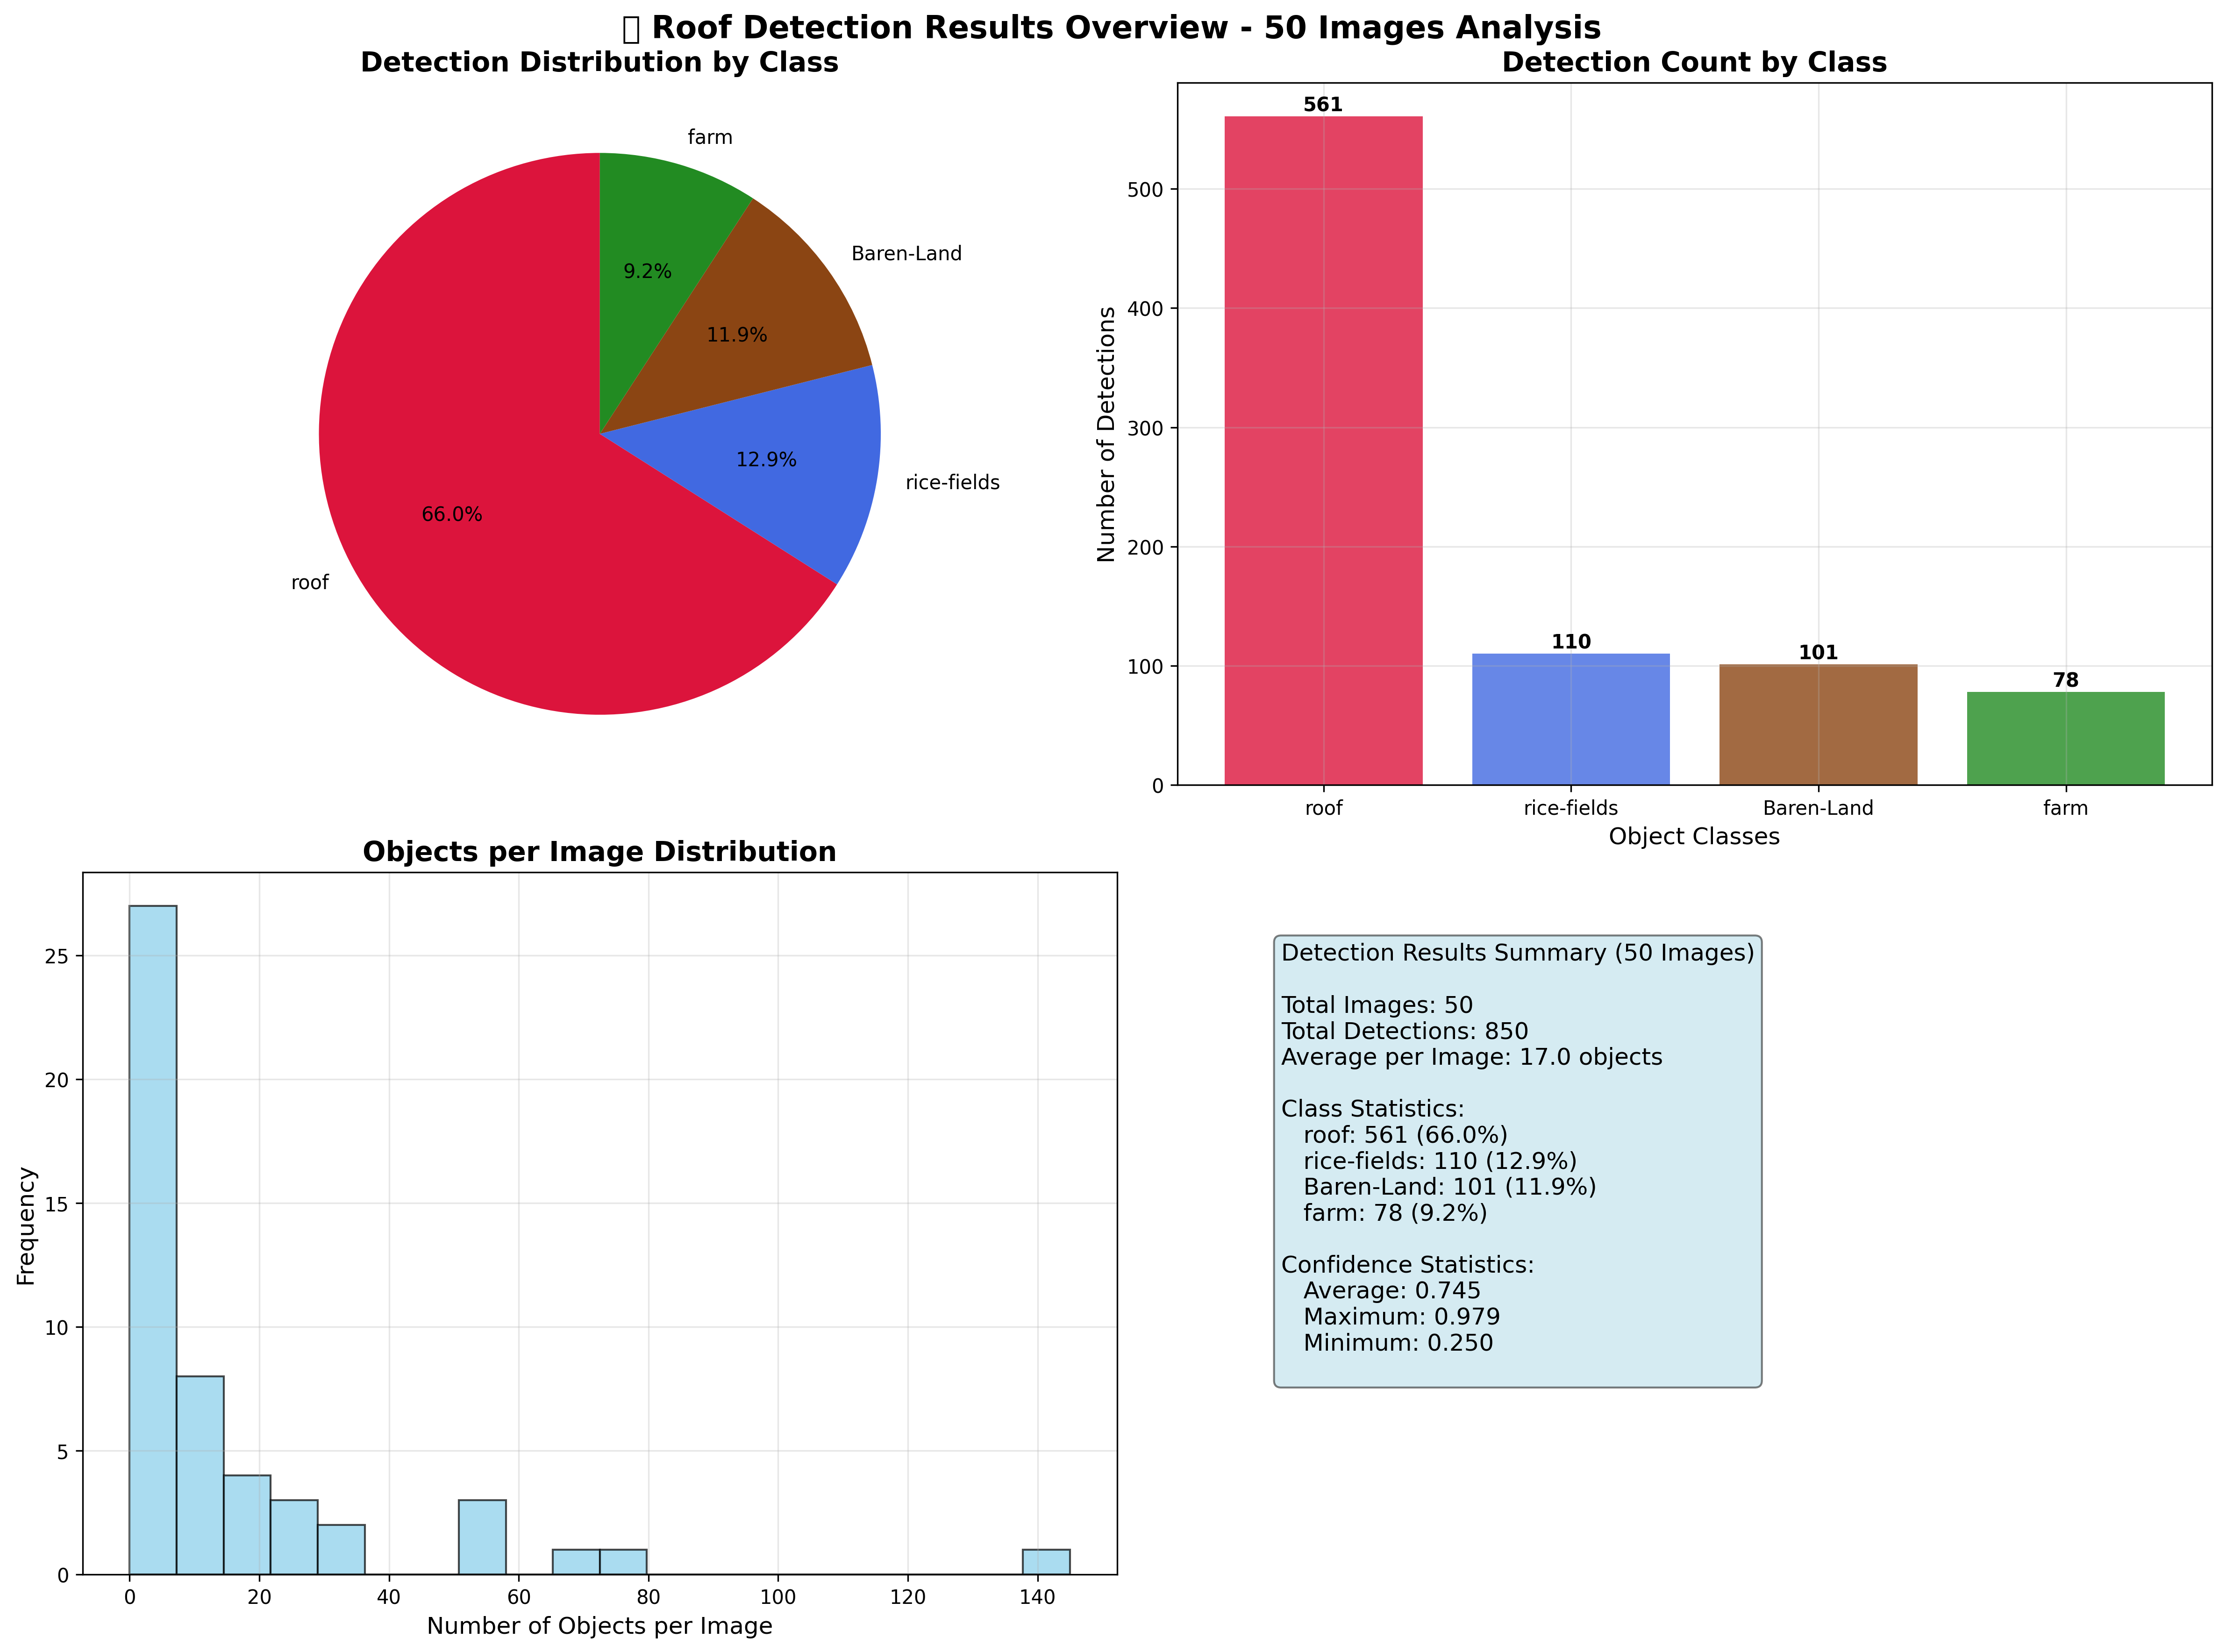 Roof Detection Results Overview - 50 Images Analysis
Detection Distribution by Class
farm
Baren-Land
rice-fields
roof
9.2%
11.9%
12.9%
66.0%
Detection Count by Class
Number of Detections
500
400
300
200
100
0
561
110
101
78
roof
rice-fields
Baren-Land
farm
Object Classes
Objects per Image Distribution
Frequency
25
20
15
10
5
0
0
20
40
60
80
100
120
140
Number of Objects per Image
Detection Results Summary (50 Images)
Total Images: 50
Total Detections: 850
Average per Image: 17.0 objects
Class Statistics:
roof: 561 (66.0%)
rice-fields: 110 (12.9%)
Baren-Land: 101 (11.9%)
farm: 78 (9.2%)
Confidence Statistics:
Average: 0.745
Maximum: 0.979
Minimum: 0.250